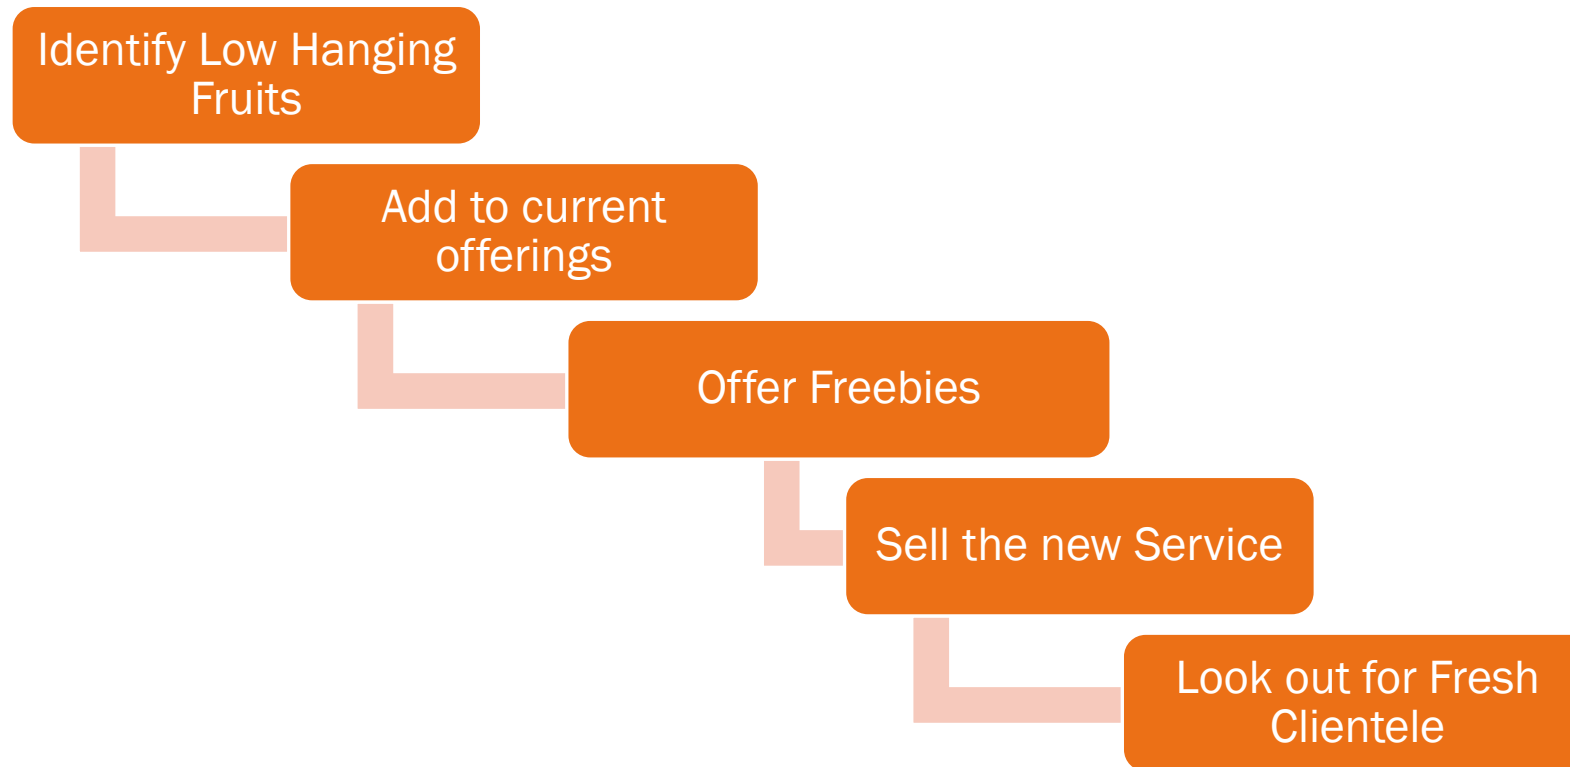 Identify Low Hanging
Fruits
Add to current
offerings
Offer Freebies
Sell the new Service
Look out for Fresh
Clientele